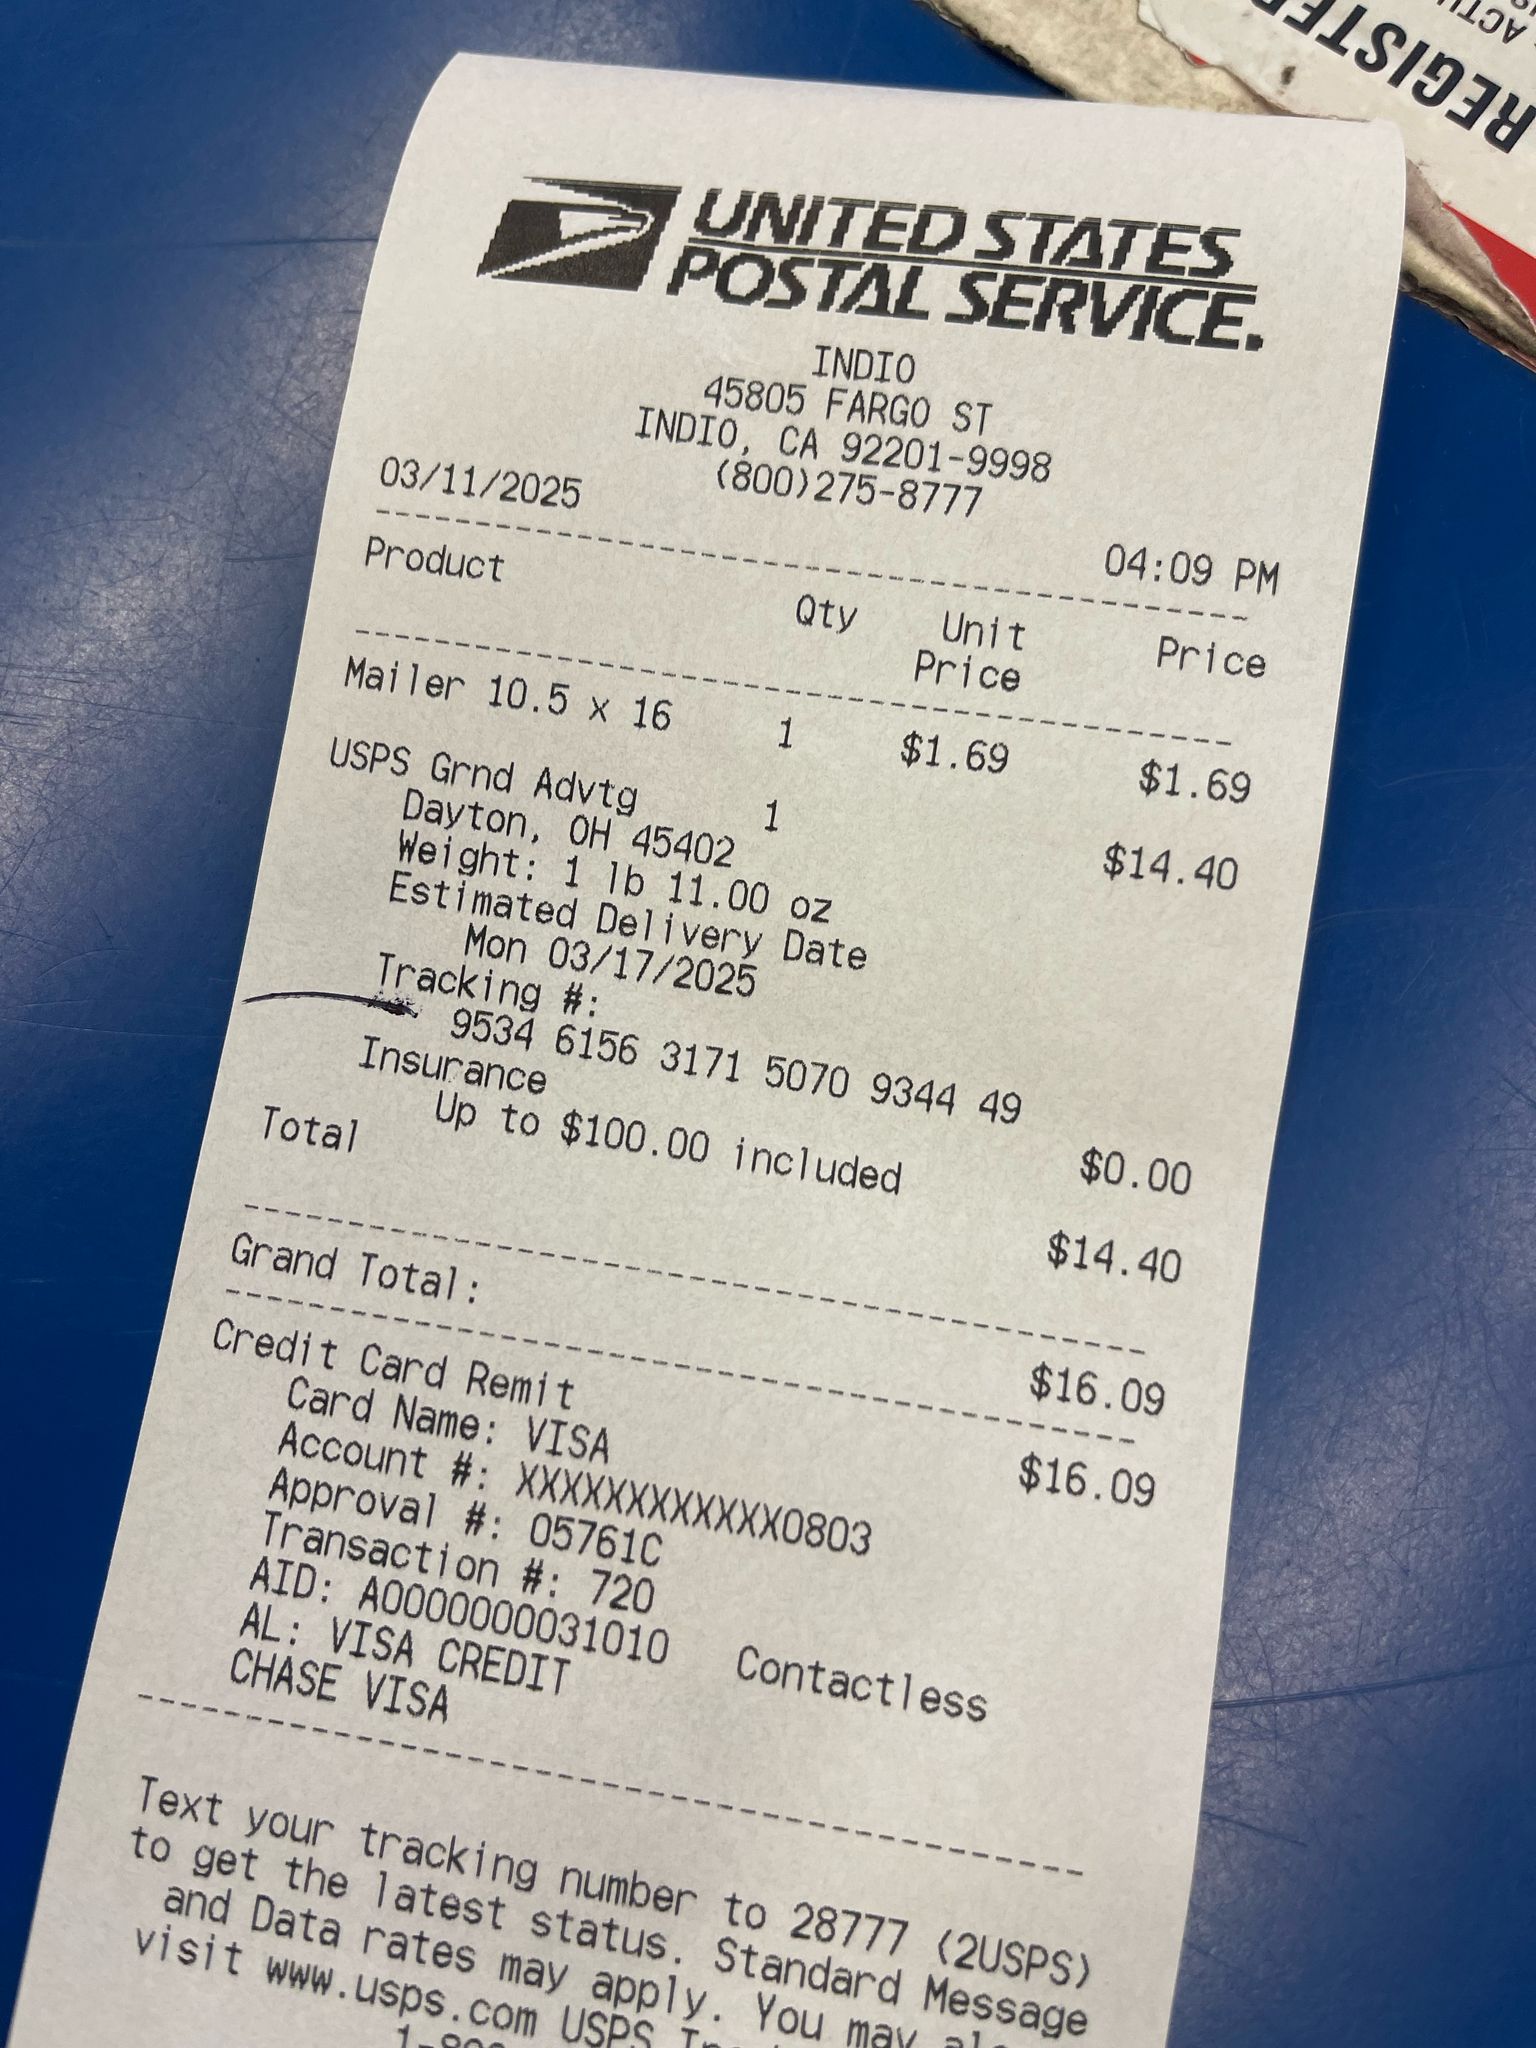 REGISTE
ACTU
UNITED STATES
POSTAL SERVICE.
INDIO
45805 FARGO ST
INDIO, CA 92201-9998
(800)275-8777
03/11/2025 04:09 PM
Product Qty Unit Price
Price
Mailer 10.5 x 16 1 $1.69 $1.69
USPS Grnd Advtg 1 $14.40
Dayton, OH 45402
Weight: 1 lb 11.00 oz
Estimated Delivery Date
Mon 03/17/2025
Tracking #:
9534 6156 3171 5070 9344 49
Insurance $0.00
Up to $100.00 included
Total $14.40
Grand Total: $16.09
Credit Card Remit $16.09
Card Name: VISA
Account #: XXXXXXXXXXXX0803
Approval #: 05761C
Transaction #: 720
AID: A0000000031010 Contactless
AL: VISA CREDIT
CHASE VISA
Text your tracking number to 28777 (2USPS)
to get the latest status. Standard Message
and Data rates may apply. You may
visit www.usps.com USPS